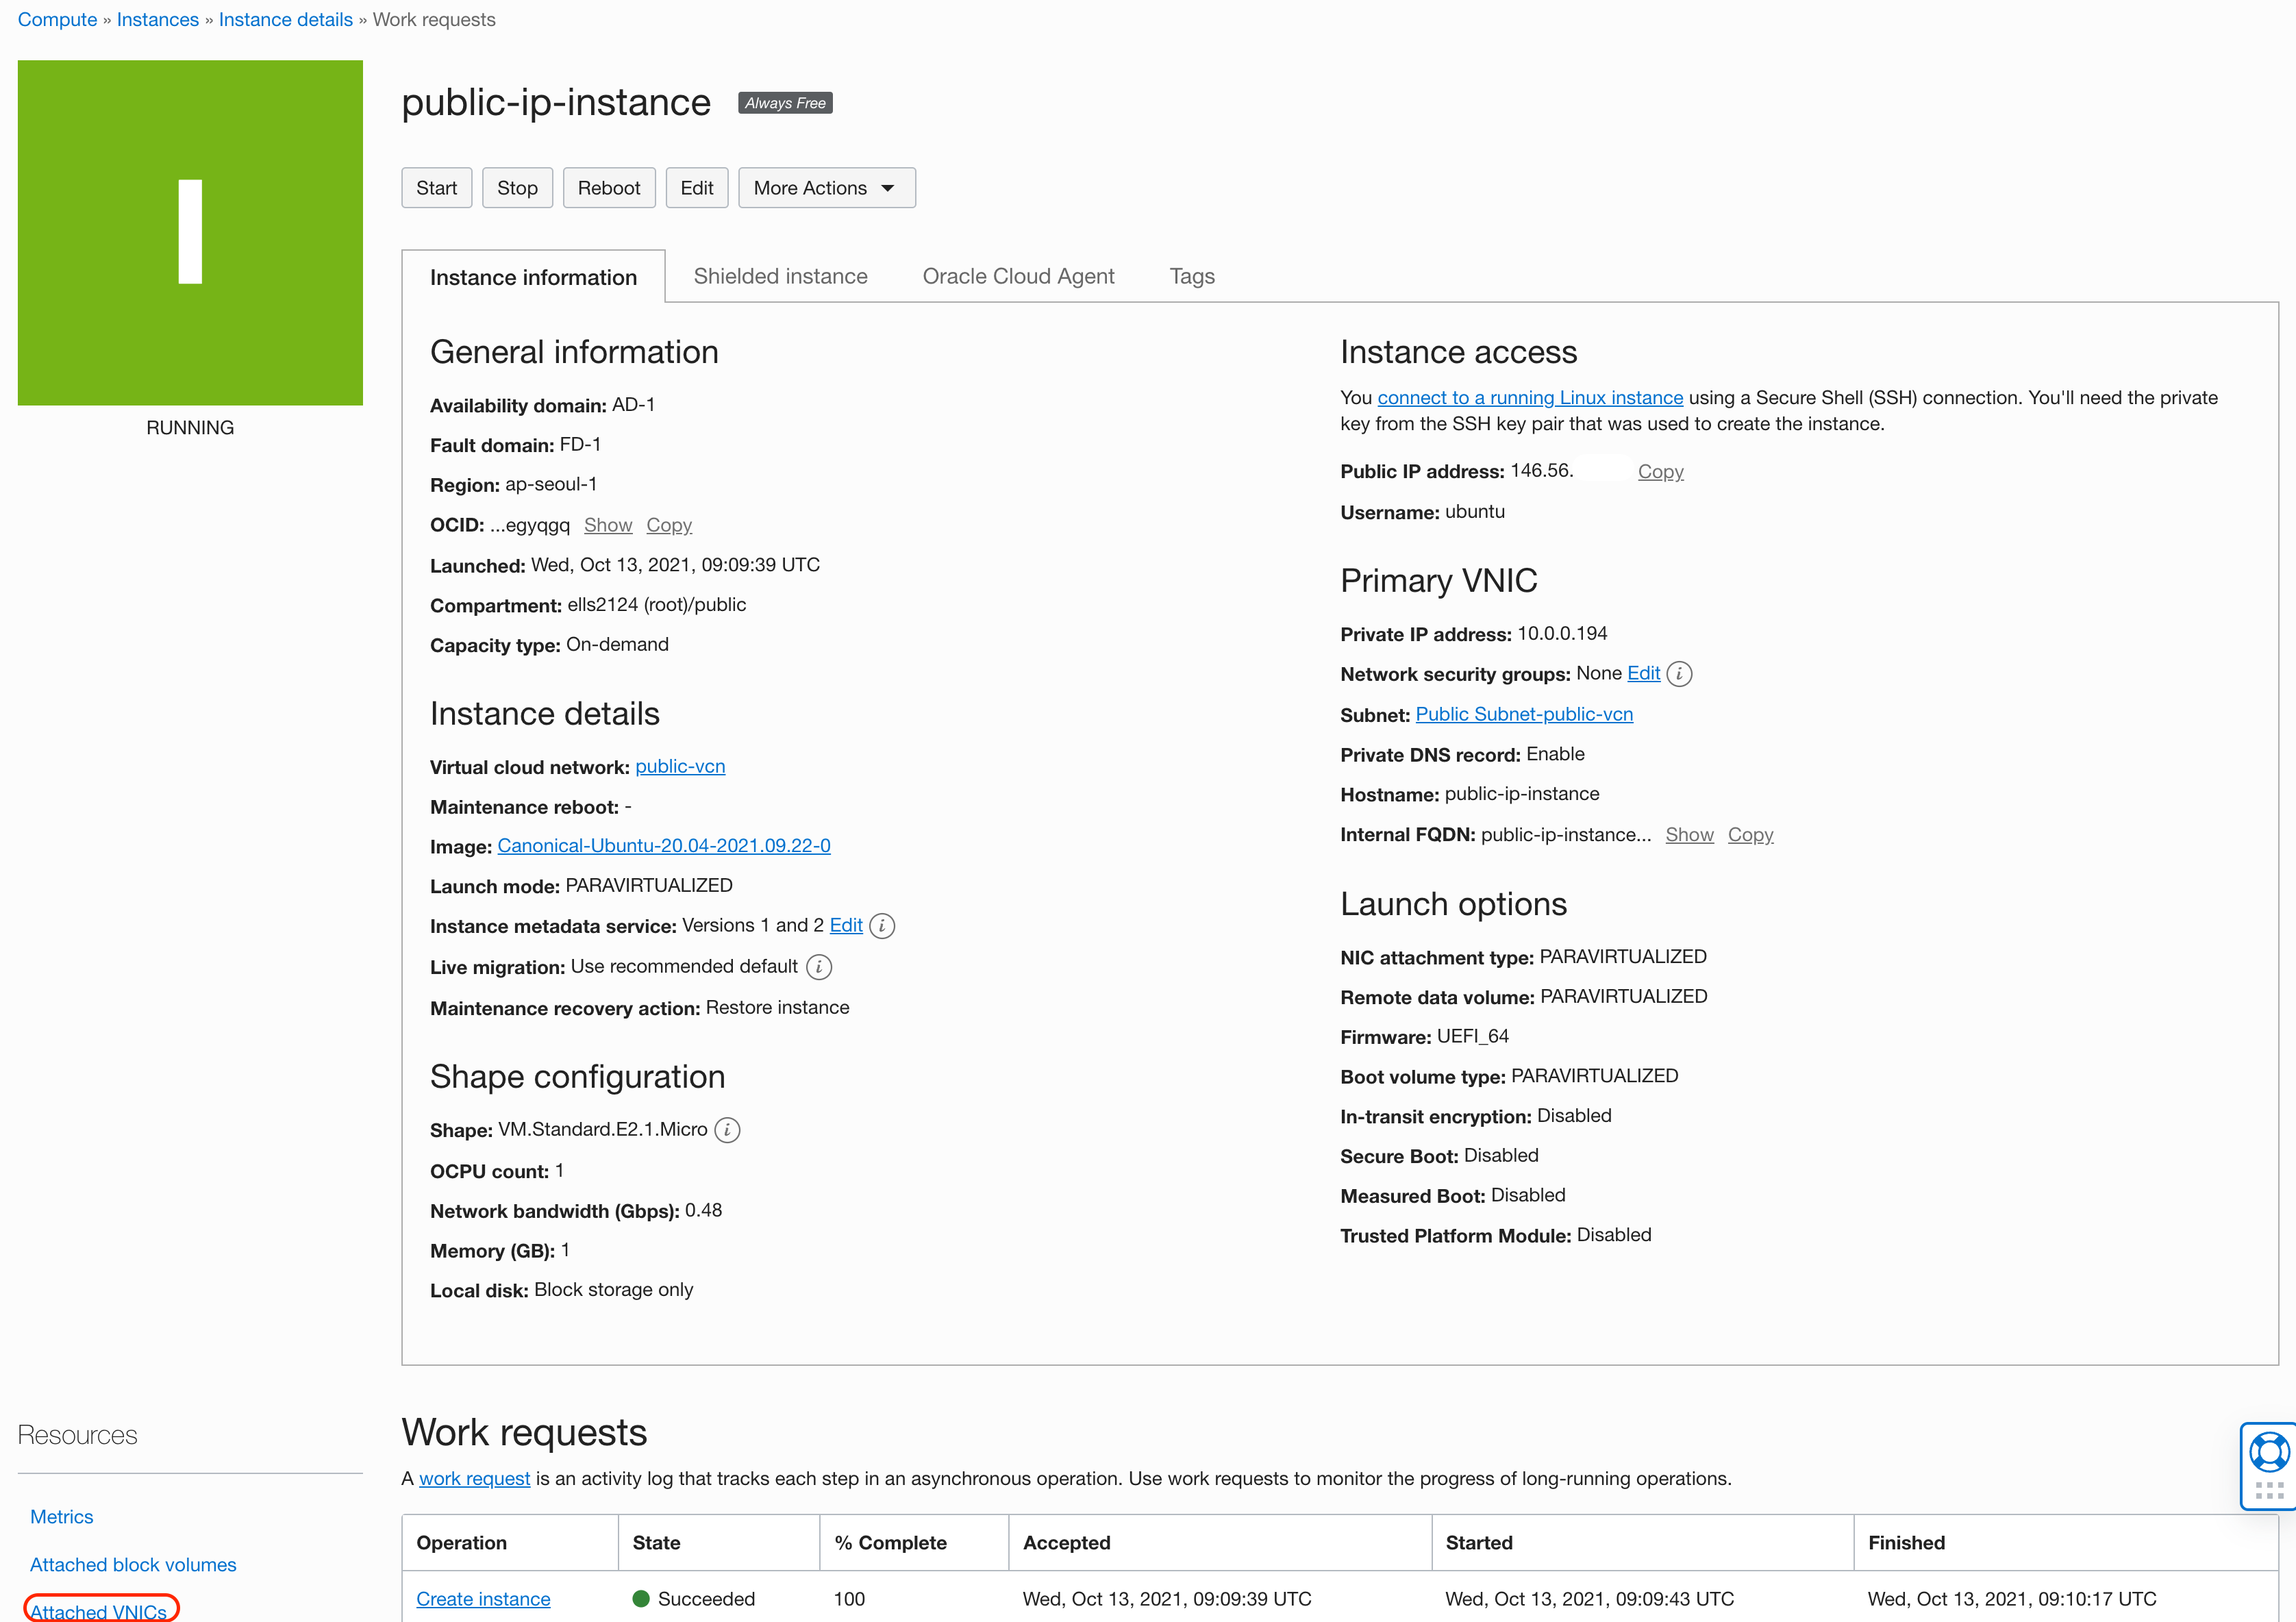 Compute » Instances » Instance details » Work requests
I
RUNNING
public-ip-instance Always Free
Start Stop Reboot Edit More Actions
Instance information Shielded instance Oracle Cloud Agent Tags
General information
Availability domain: AD-1
Fault domain: FD-1
Region: ap-seoul-1
OCID: ...egyqgq Show Copy
Launched: Wed, Oct 13, 2021, 09:09:39 UTC
Compartment: ells2124 (root)/public
Capacity type: On-demand
Instance details
Virtual cloud network: public-vcn
Maintenance reboot: -
Image: Canonical-Ubuntu-20.04-2021.09.22-0
Launch mode: PARAVIRTUALIZED
Instance metadata service: Versions 1 and 2 Edit i
Live migration: Use recommended default i
Maintenance recovery action: Restore instance
Shape configuration
Shape: VM.Standard.E2.1.Micro i
OCPU count: 1
Network bandwidth (Gbps): 0.48
Memory (GB): 1
Local disk: Block storage only
Instance access
You connect to a running Linux instance using a Secure Shell (SSH) connection. You'll need the private
key from the SSH key pair that was used to create the instance.
Public IP address: 146.56. Copy
Username: ubuntu
Primary VNIC
Private IP address: 10.0.0.194
Network security groups: None Edit i
Subnet: Public Subnet-public-vcn
Private DNS record: Enable
Hostname: public-ip-instance
Internal FQDN: public-ip-instance... Show Copy
Launch options
NIC attachment type: PARAVIRTUALIZED
Remote data volume: PARAVIRTUALIZED
Firmware: UEFI_64
Boot volume type: PARAVIRTUALIZED
In-transit encryption: Disabled
Secure Boot: Disabled
Measured Boot: Disabled
Trusted Platform Module: Disabled
Resources
Metrics
Attached block volumes
Attached VNICs
Work requests
A work request is an activity log that tracks each step in an asynchronous operation. Use work requests to monitor the progress of long-running operations.
Operation State % Complete Accepted Started Finished
Create instance Succeeded 100 Wed, Oct 13, 2021, 09:09:39 UTC Wed, Oct 13, 2021, 09:09:43 UTC Wed, Oct 13, 2021, 09:10:17 UTC